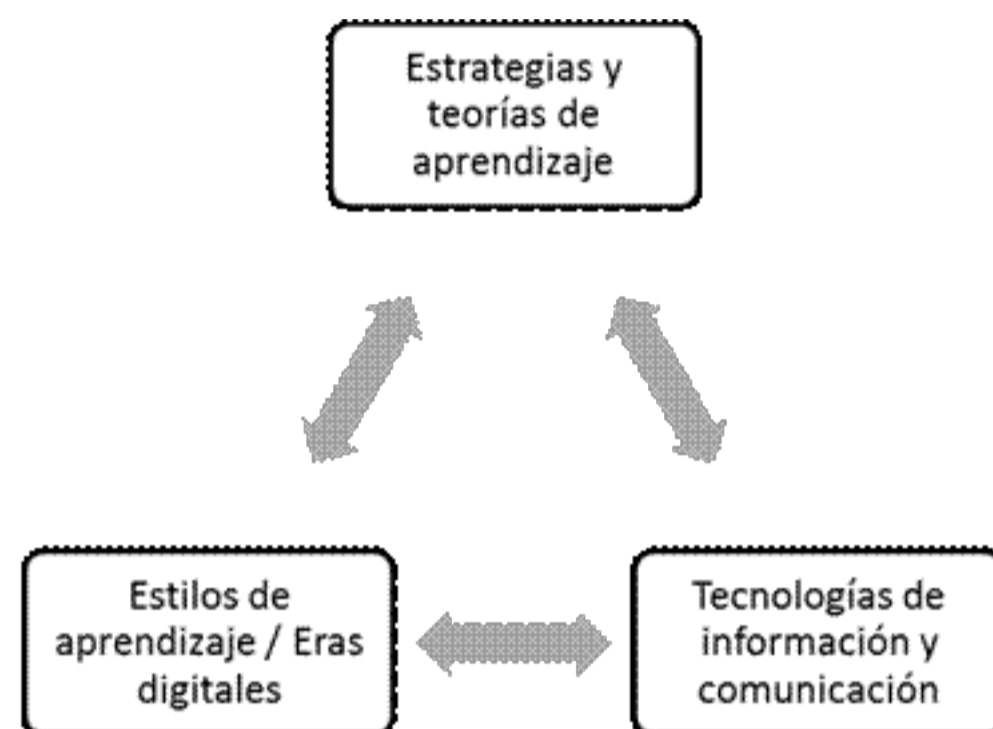 Estrategias y
teorías de
aprendizaje
Estilos de
aprendizaje / Eras
digitales
Tecnologías de
información y
comunicación